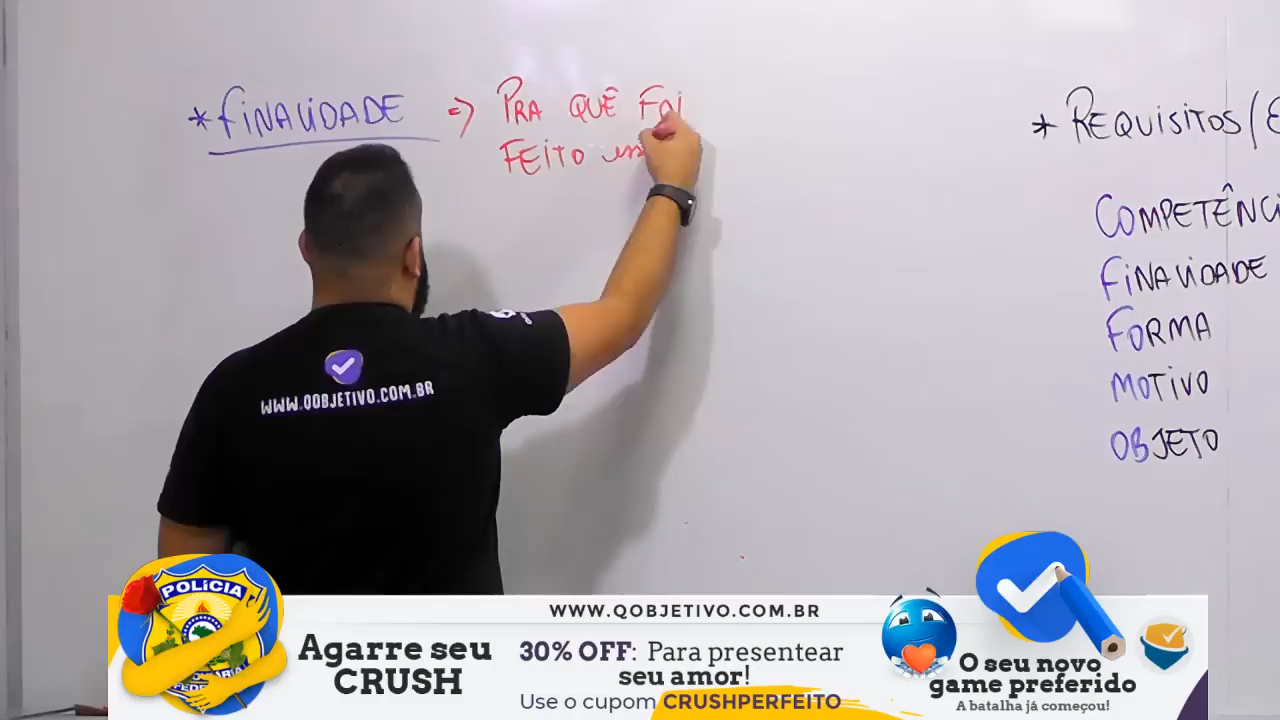 * FINALIDADE => PRA QUÊ FOI
FEITO
* REQUISITOS/E
COMPETÊNCI
FINALIDADE
FORMA
MOTIVO
OBJETO
WWW.QOBJETIVO.COM.BR
POLÍCIA
WWW.QOBJETIVO.COM.BR
Agarre seu
CRUSH
30% OFF: Para presentear
seu amor!
Use o cupom CRUSHPERFEITO
O seu novo
game preferido
A batalha já começou!